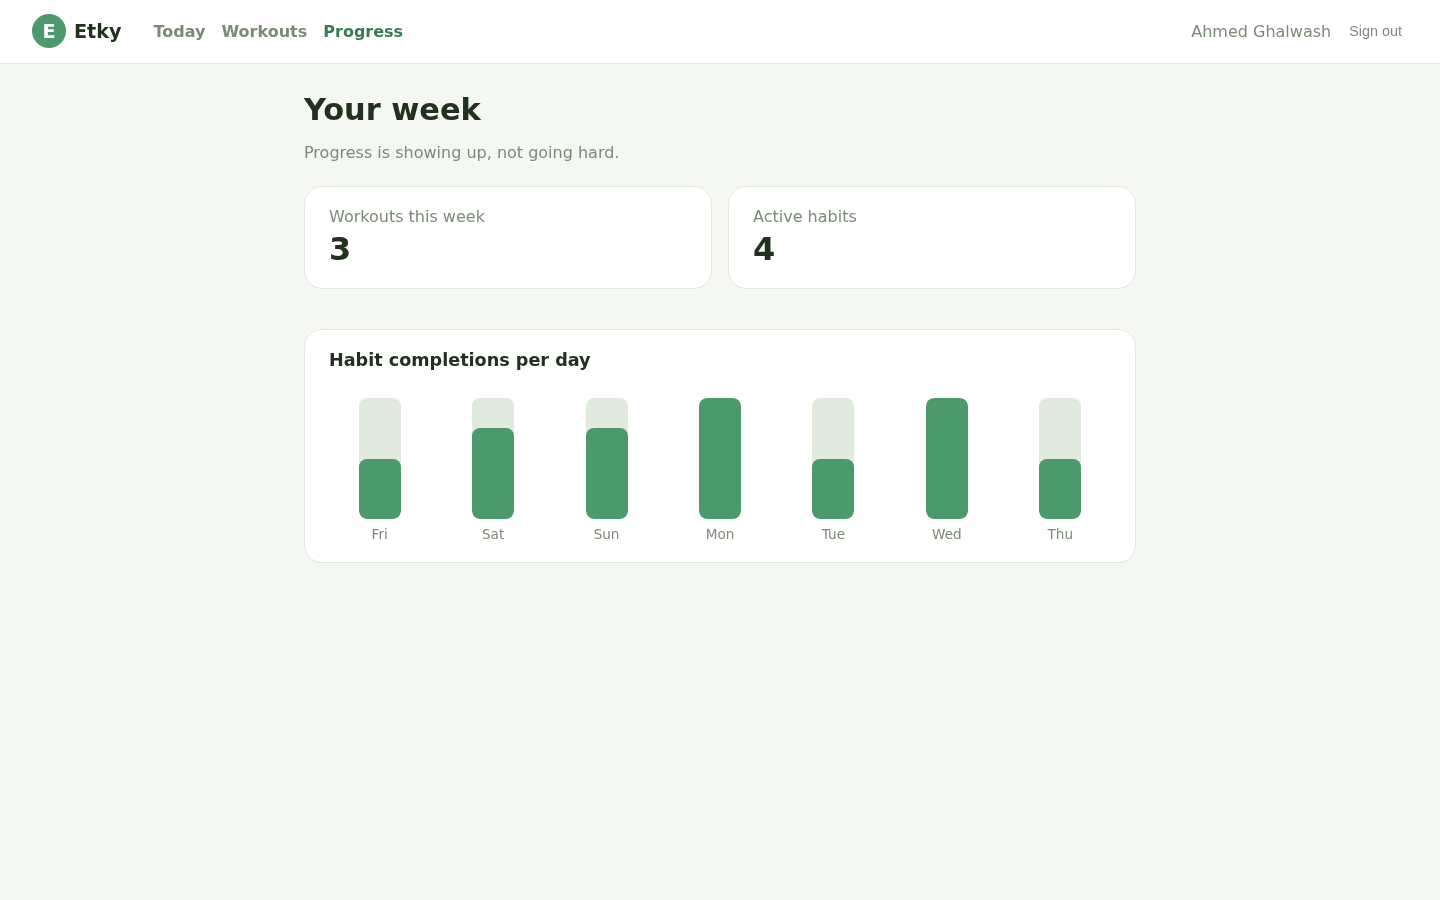 E Etky Today Workouts Progress Ahmed Ghalwash Sign out
Your week
Progress is showing up, not going hard.
Workouts this week
3
Active habits
4
Habit completions per day
Fri Sat Sun Mon Tue Wed Thu